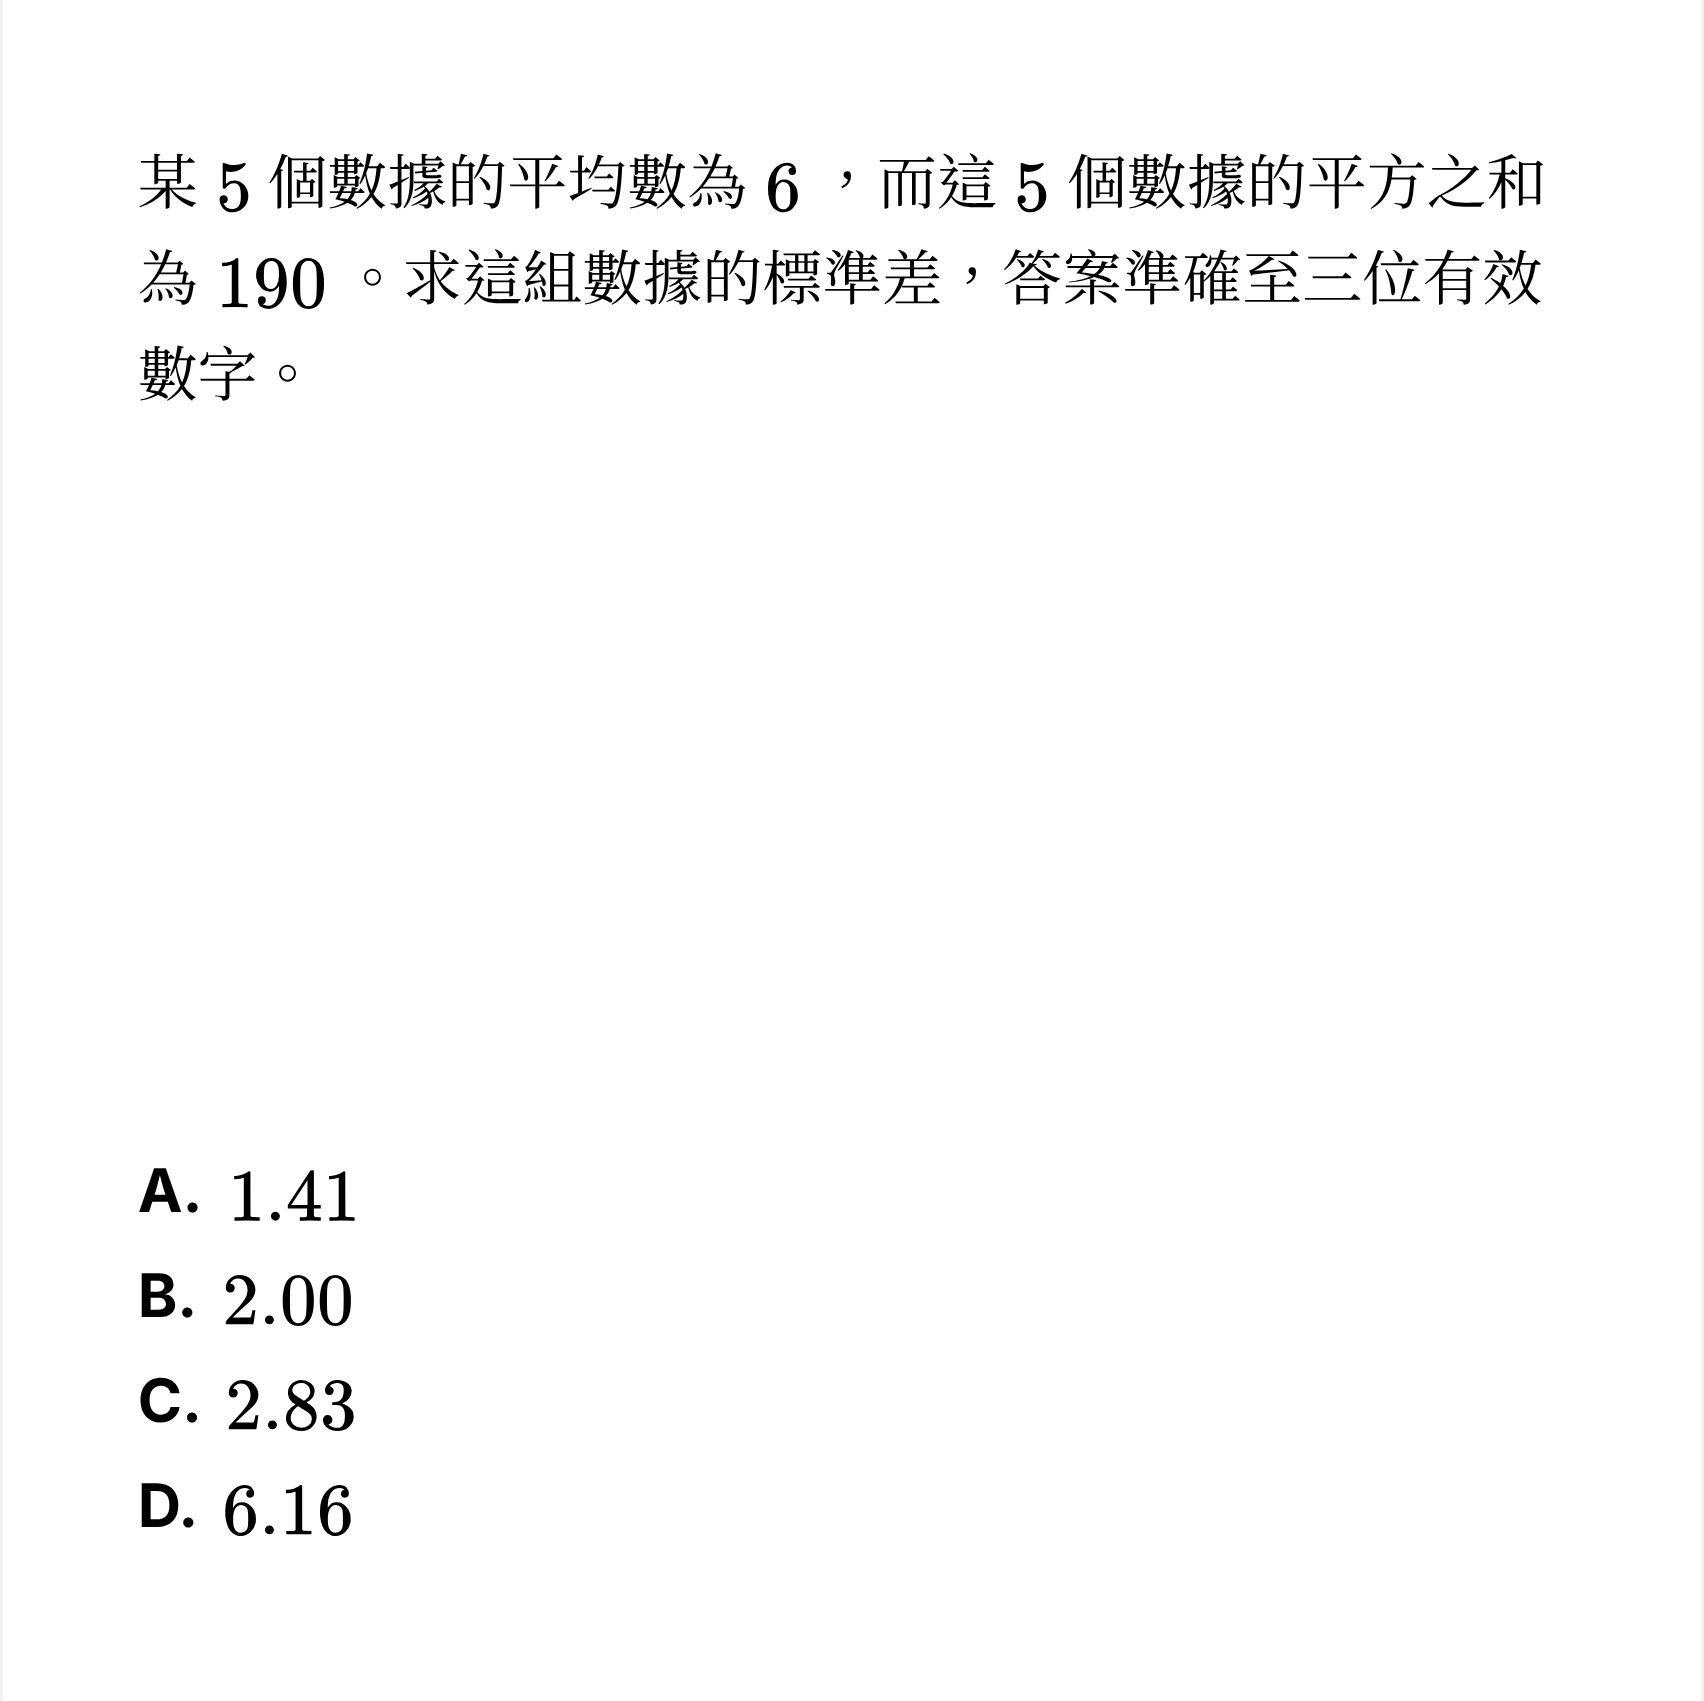 某 5 個數據的平均數為 6 ，而這 5 個數據的平方之和
為 190 。求這組數據的標準差，答案準確至三位有效
數字。
A. 1.41
B. 2.00
C. 2.83
D. 6.16